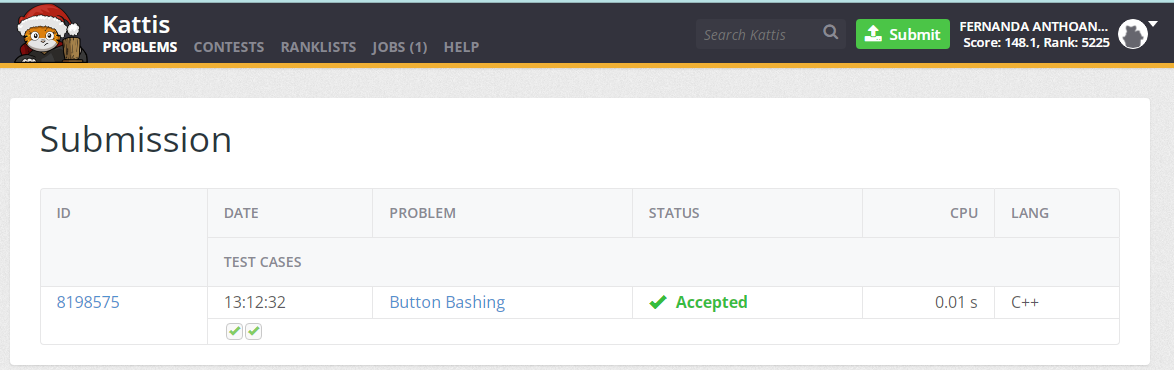 Kattis
PROBLEMS CONTESTS RANKLISTS JOBS (1) HELP
Search Kattis
Submit
FERNANDA ANTHOAN...
Score: 148.1, Rank: 5225
Submission
ID DATE PROBLEM STATUS CPU LANG
TEST CASES
8198575 13:12:32 Button Bashing Accepted 0.01 s C++